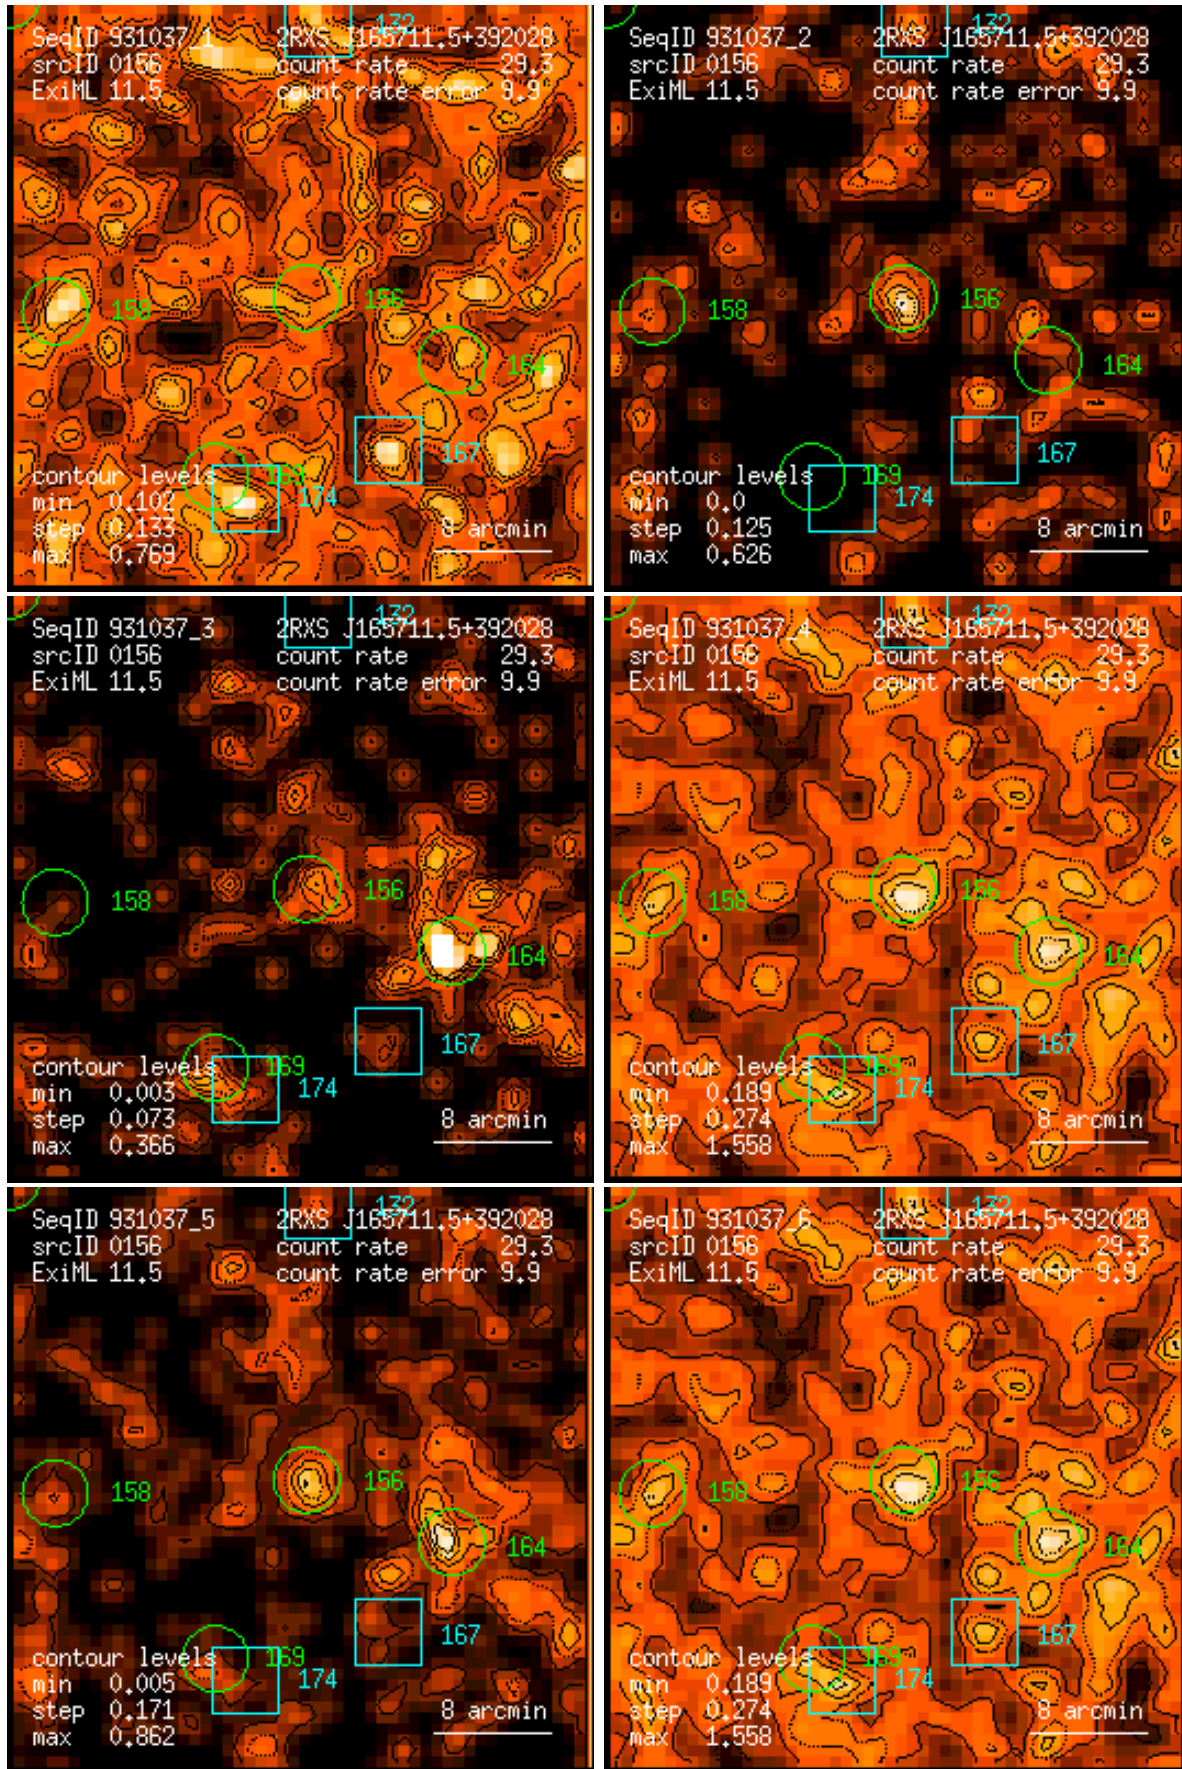 132
SeqID 931037_1 2RXS J165711.5+392028
srcID 0156 count rate 29.3
ExiML 11.5 count rate error 9.9
158 156
164
167
contour levels 169
min 0.102 174
step 0.133 8 arcmin
max 0.769
132
SeqID 931037_2 2RXS J165711.5+392028
srcID 0156 count rate 29.3
ExiML 11.5 count rate error 9.9
158 156
164
167
contour levels 169
min 0.0 174
step 0.125 8 arcmin
max 0.626
132
SeqID 931037_3 2RXS J165711.5+392028
srcID 0156 count rate 29.3
ExiML 11.5 count rate error 9.9
158 156
164
167
contour levels 169
min 0.003 174
step 0.073 8 arcmin
max 0.366
132
SeqID 931037_4 2RXS J165711.5+392028
srcID 0156 count rate 29.3
ExiML 11.5 count rate error 9.9
158 156
164
167
contour levels 169
min 0.189 174
step 0.274 8 arcmin
max 1.558
132
SeqID 931037_5 2RXS J165711.5+392028
srcID 0156 count rate 29.3
ExiML 11.5 count rate error 9.9
158 156
164
167
contour levels 169
min 0.005 174
step 0.171 8 arcmin
max 0.862
132
SeqID 931037_6 2RXS J165711.5+392028
srcID 0156 count rate 29.3
ExiML 11.5 count rate error 9.9
158 156
164
167
contour levels 169
min 0.189 174
step 0.274 8 arcmin
max 1.558